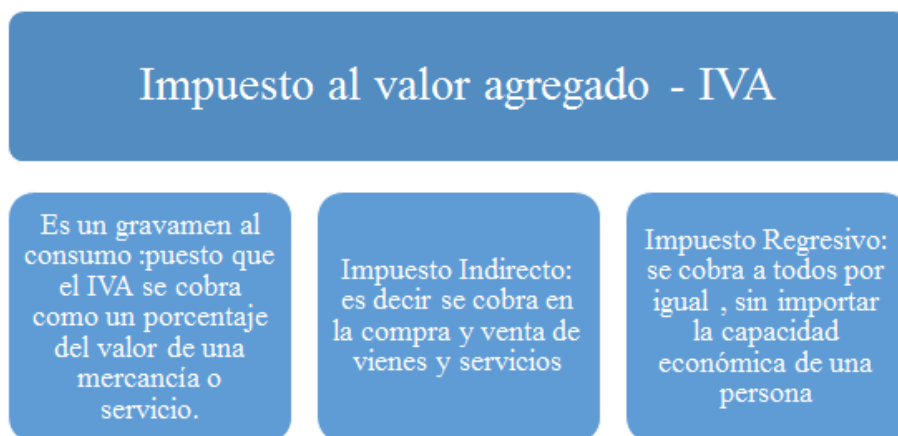 Impuesto al valor agregado - IVA
Es un gravamen al
consumo :puesto que
el IVA se cobra
como un porcentaje
del valor de una
mercancía o
servicio.
Impuesto Indirecto:
es decir se cobra en
la compra y venta de
vienes y servicios
Impuesto Regresivo:
se cobra a todos por
igual , sin importar
la capacidad
económica de una
persona